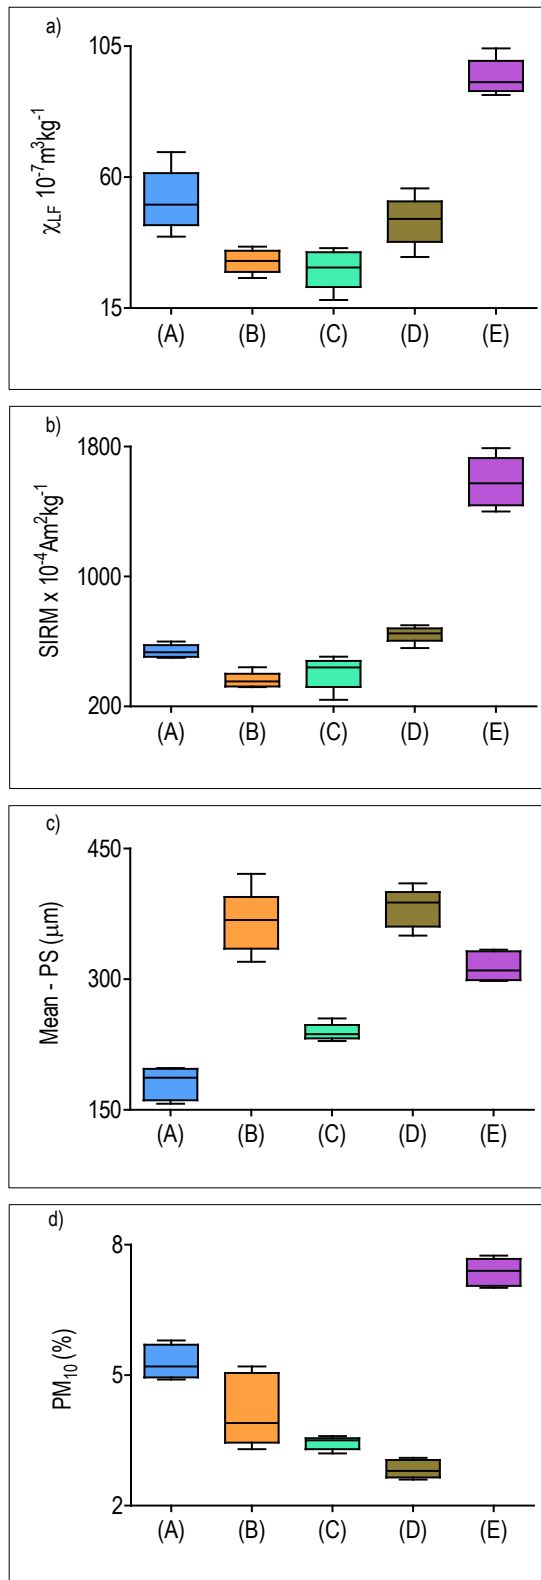 a)
χLF 10-7m3kg-1
105
60
15
(A) (B) (C) (D) (E)
b)
SIRM x 10-4Am2kg-1
1800
1000
200
(A) (B) (C) (D) (E)
c)
Mean - PS (μm)
450
300
150
(A) (B) (C) (D) (E)
d)
PM10 (%)
8
5
2
(A) (B) (C) (D) (E)